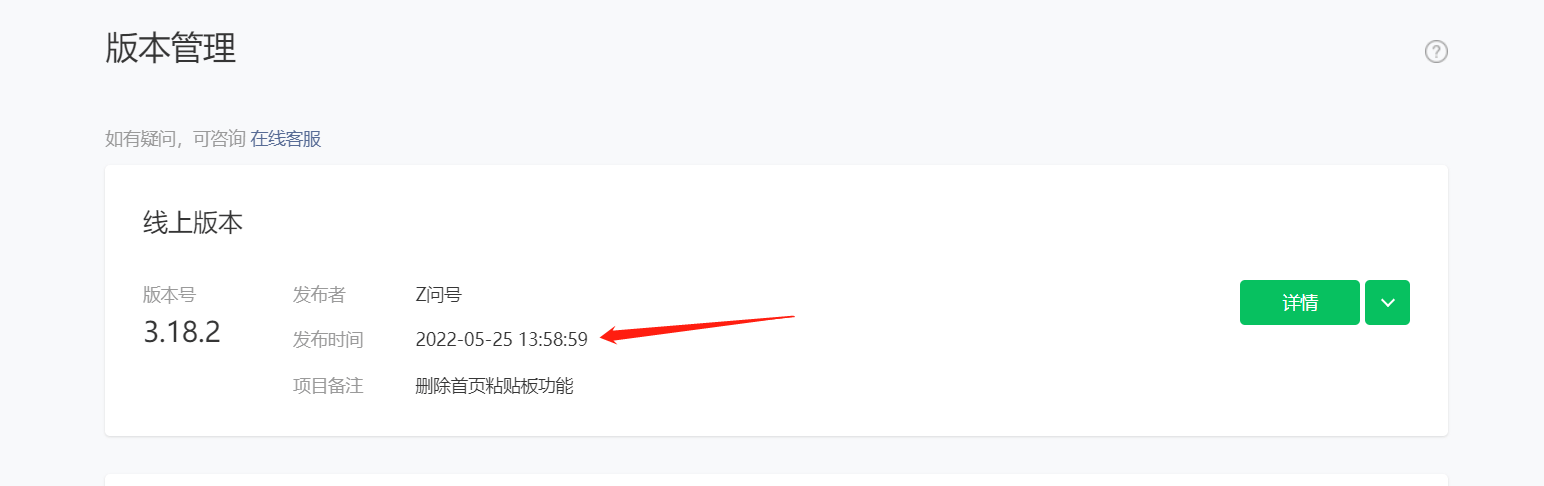 版本管理
?
如有疑问，可咨询 在线客服
线上版本
版本号
3.18.2
发布者 Z问号
发布时间 2022-05-25 13:58:59
项目备注 删除首页粘贴板功能
详情